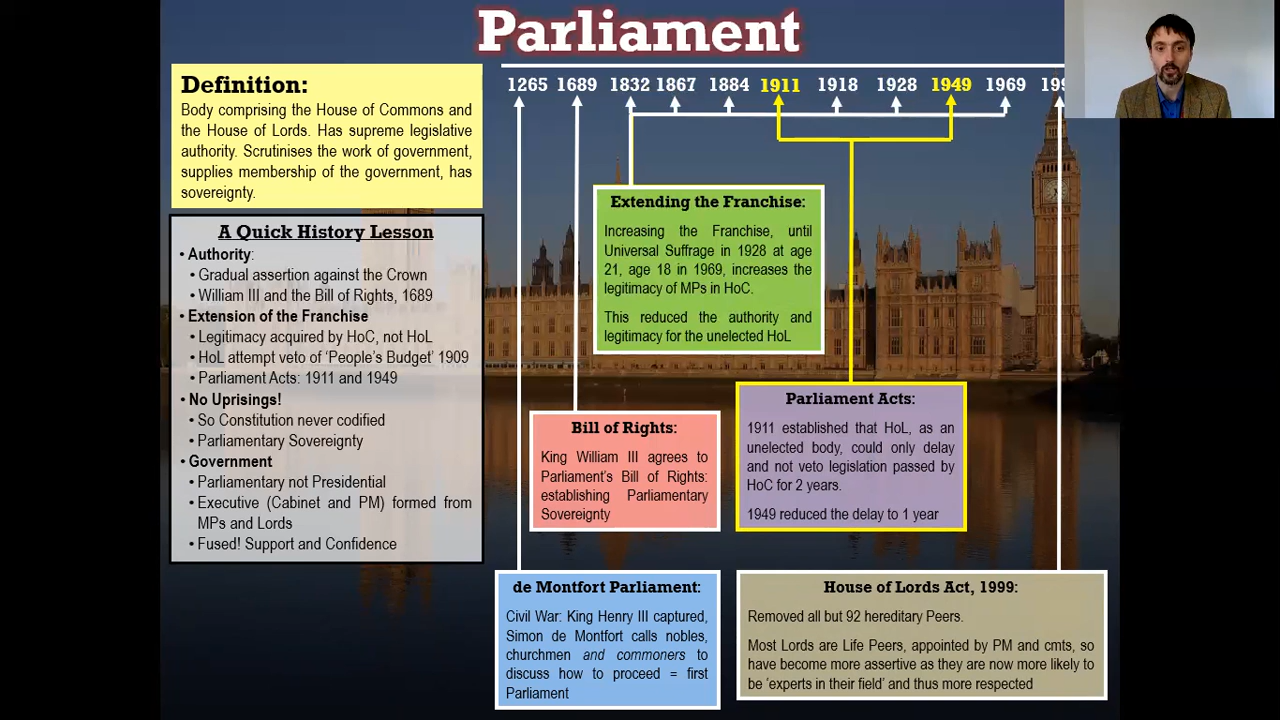 Parliament
Definition:
Body comprising the House of Commons and
the House of Lords. Has supreme legislative
authority. Scrutinises the work of government,
supplies membership of the government, has
sovereignty.
A Quick History Lesson
• Authority:
• Gradual assertion against the Crown
• William III and the Bill of Rights, 1689
• Extension of the Franchise
• Legitimacy acquired by HoC, not HoL
• HoL attempt veto of 'People's Budget' 1909
• Parliament Acts: 1911 and 1949
• No Uprisings!
• So Constitution never codified
• Parliamentary Sovereignty
• Government
• Parliamentary not Presidential
• Executive (Cabinet and PM) formed from
MPs and Lords
• Fused! Support and Confidence
1265 1689 1832 1867 1884 1911 1918 1928 1949 1969
Extending the Franchise:
Increasing the Franchise, until
Universal Suffrage in 1928 at age
21, age 18 in 1969, increases the
legitimacy of MPs in HoC.
This reduced the authority and
legitimacy for the unelected HoL
Bill of Rights:
King William III agrees to
Parliament's Bill of Rights:
establishing Parliamentary
Sovereignty
Parliament Acts:
1911 established that HoL, as an
unelected body, could only delay
and not veto legislation passed by
HoC for 2 years.
1949 reduced the delay to 1 year
de Montfort Parliament:
Civil War: King Henry III captured,
Simon de Montfort calls nobles,
churchmen and commoners to
discuss how to proceed = first
Parliament
House of Lords Act, 1999:
Removed all but 92 hereditary Peers.
Most Lords are Life Peers, appointed by PM and cmts, so
have become more assertive as they are now more likely to
be 'experts in their field' and thus more respected